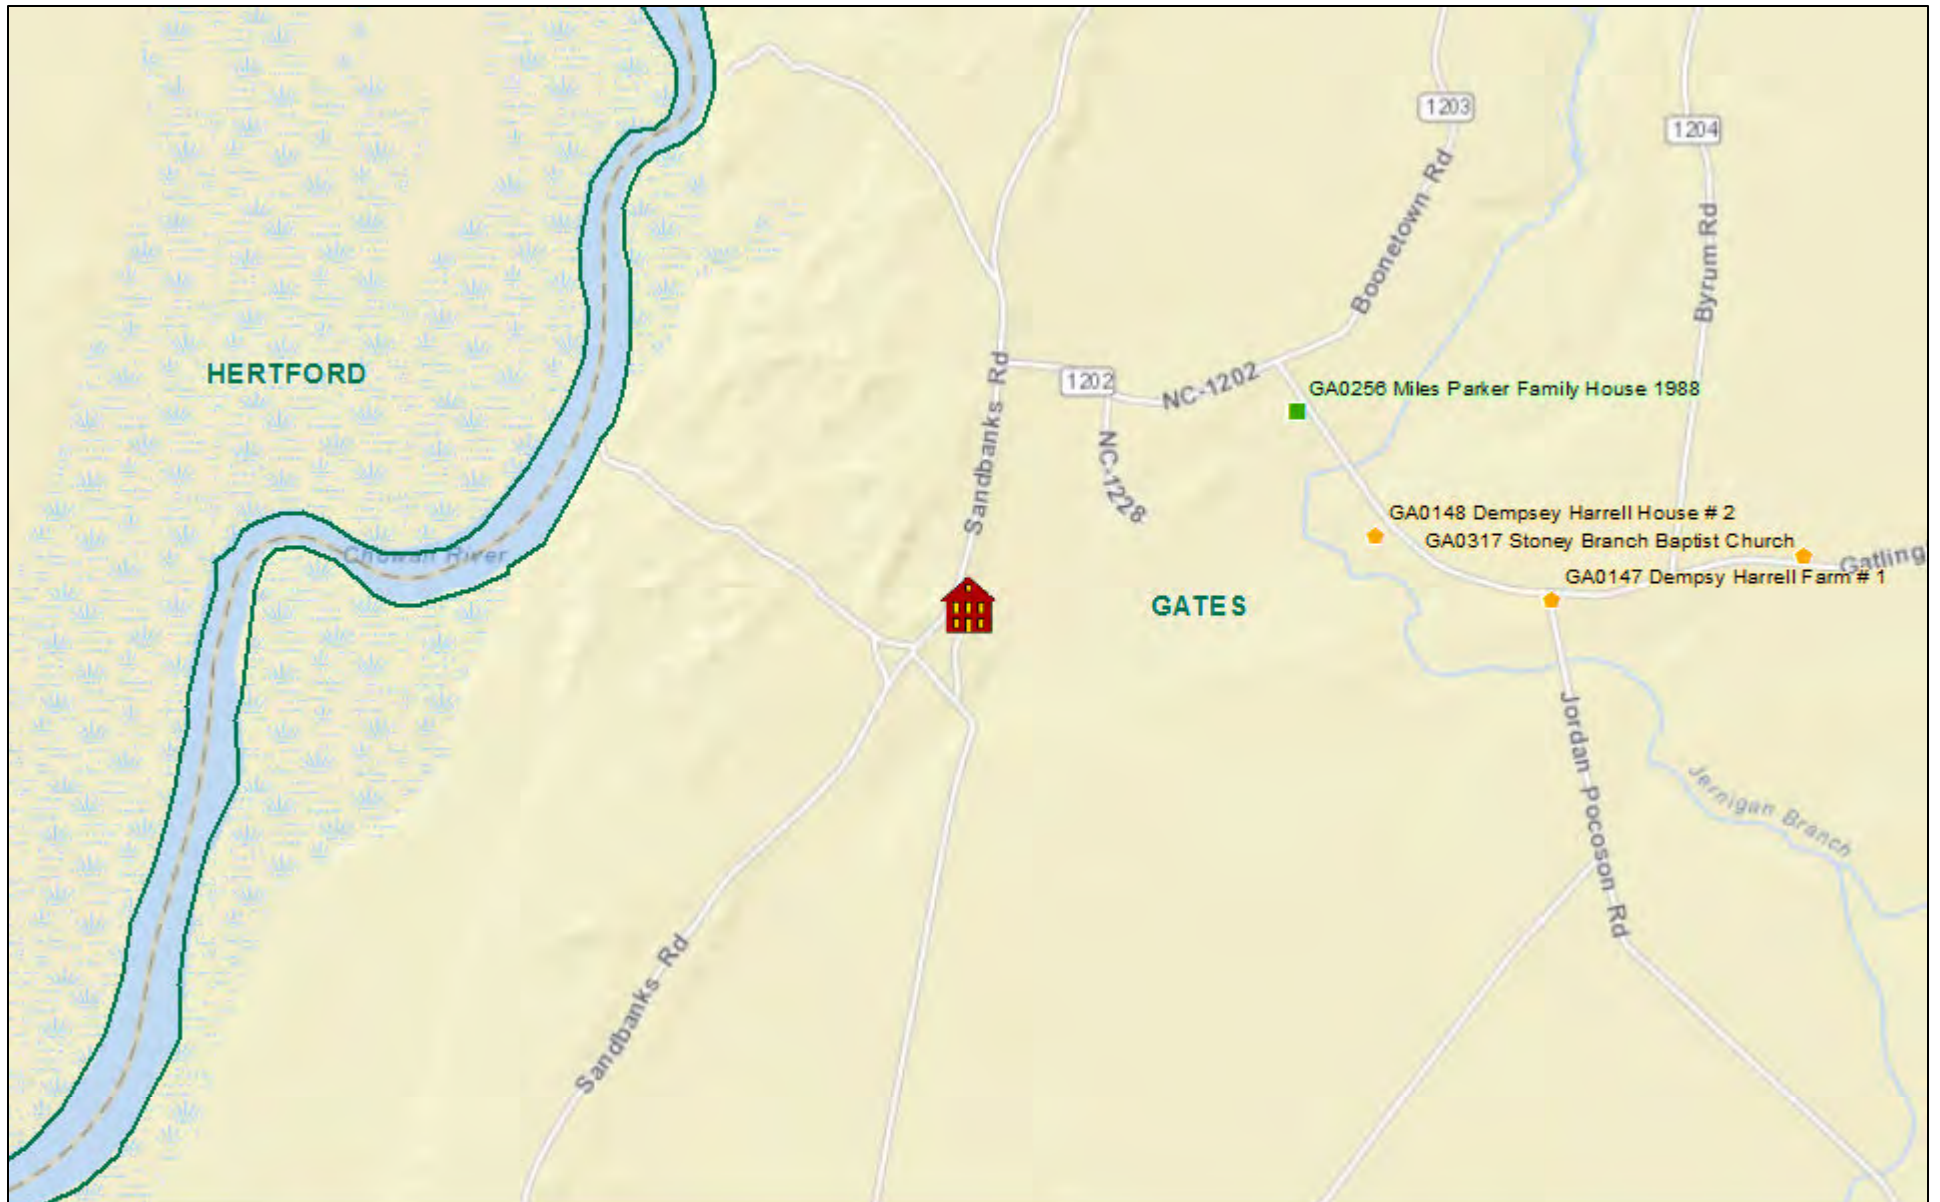 1203
1204
Boonetown Rd
Byrum Rd
HERTFORD
Sandbanks Rd
1202
NC-1202
GA0256 Miles Parker Family House 1988
NC-1228
GA0148 Dempsey Harrell House # 2
GA0317 Stoney Branch Baptist Church
Chowan River
Gatling
GA0147 Dempsy Harrell Farm # 1
GATES
Jordan Pocoson Rd
Jernigan Branch
Sandbanks Rd